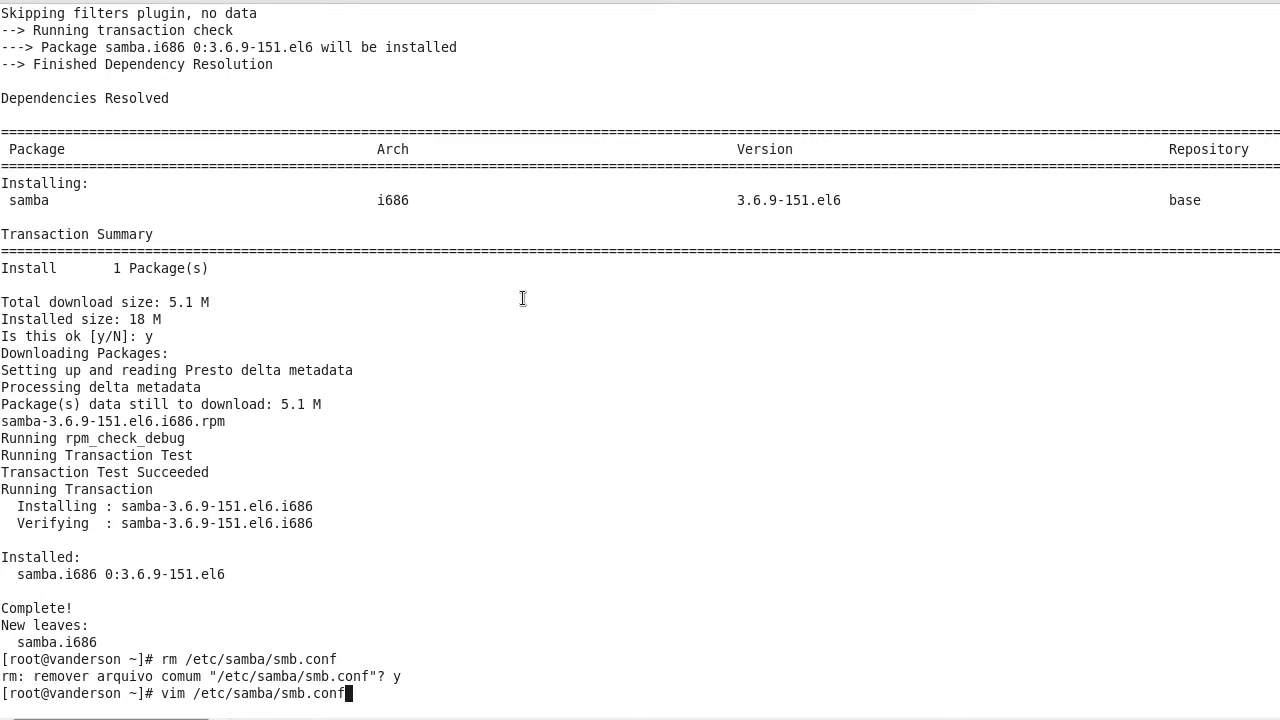 Skipping filters plugin, no data
--> Running transaction check
---> Package samba.i686 0:3.6.9-151.el6 will be installed
--> Finished Dependency Resolution
Dependencies Resolved
================================================================================================================================================================
Package Arch Version Repository
================================================================================================================================================================
Installing:
samba i686 3.6.9-151.el6 base
Transaction Summary
================================================================================================================================================================
Install 1 Package(s)
Total download size: 5.1 M
Installed size: 18 M
Is this ok [y/N]: y
Downloading Packages:
Setting up and reading Presto delta metadata
Processing delta metadata
Package(s) data still to download: 5.1 M
samba-3.6.9-151.el6.i686.rpm
Running rpm_check_debug
Running Transaction Test
Transaction Test Succeeded
Running Transaction
Installing : samba-3.6.9-151.el6.i686
Verifying : samba-3.6.9-151.el6.i686
Installed:
samba.i686 0:3.6.9-151.el6
Complete!
New leaves:
samba.i686
[root@vanderson ~]# rm /etc/samba/smb.conf
rm: remover arquivo comum "/etc/samba/smb.conf"? y
[root@vanderson ~]# vim /etc/samba/smb.conf